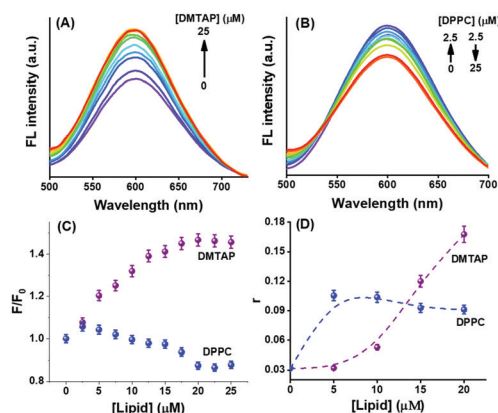 (A)
[DMTAP] (μM)
25
0
FL intensity (a.u.)
500 550 600 650 700
Wavelength (nm)
(B)
[DPPC] (μM)
2.5 2.5
0 25
FL intensity (a.u.)
500 550 600 650 700
Wavelength (nm)
(C)
DMTAP
DPPC
F/F0
1.4
1.2
1.0
0.8
0 5 10 15 20 25
[Lipid] (μM)
(D)
DMTAP
DPPC
r
0.18
0.15
0.12
0.09
0.06
0.03
0 5 10 15 20
[Lipid] (μM)